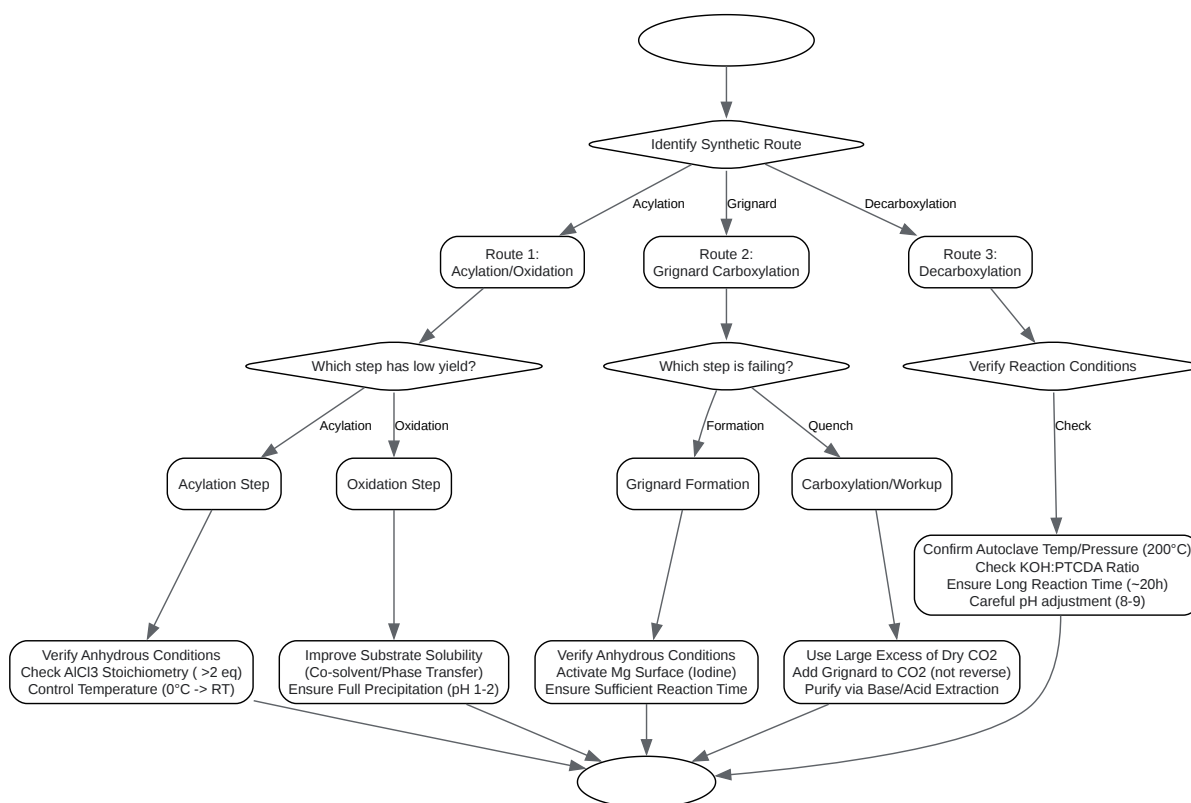 Identify Synthetic Route
Acylation
Grignard
Decarboxylation
Route 1:
Acylation/Oxidation
Route 2:
Grignard Carboxylation
Route 3:
Decarboxylation
Which step has low yield?
Which step is failing?
Verify Reaction Conditions
Acylation
Oxidation
Formation
Quench
Check
Acylation Step
Oxidation Step
Grignard Formation
Carboxylation/Workup
Confirm Autoclave Temp/Pressure (200°C)
Check KOH:PTCDA Ratio
Ensure Long Reaction Time (~20h)
Careful pH adjustment (8-9)
Verify Anhydrous Conditions
Check AlCl3 Stoichiometry ( >2 eq)
Control Temperature (0°C -> RT)
Improve Substrate Solubility
(Co-solvent/Phase Transfer)
Ensure Full Precipitation (pH 1-2)
Verify Anhydrous Conditions
Activate Mg Surface (Iodine)
Ensure Sufficient Reaction Time
Use Large Excess of Dry CO2
Add Grignard to CO2 (not reverse)
Purify via Base/Acid Extraction